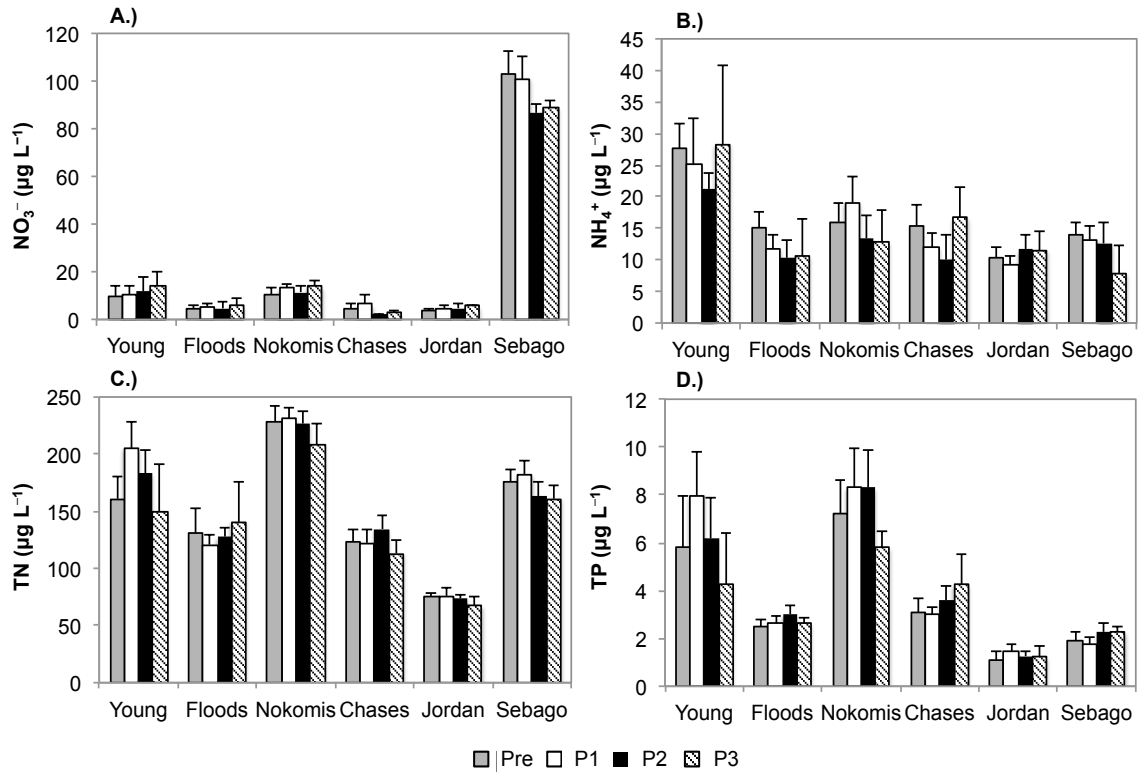 A.)
120
100
80
60
40
20
0
NO₃⁻ (µg L⁻¹)
Young Floods Nokomis Chases Jordan Sebago
B.)
45
40
35
30
25
20
15
10
5
0
NH₄⁺ (µg L⁻¹)
Young Floods Nokomis Chases Jordan Sebago
C.)
250
200
150
100
50
0
TN (µg L⁻¹)
Young Floods Nokomis Chases Jordan Sebago
D.)
12
10
8
6
4
2
0
TP (µg L⁻¹)
Young Floods Nokomis Chases Jordan Sebago
Pre P1 P2 P3